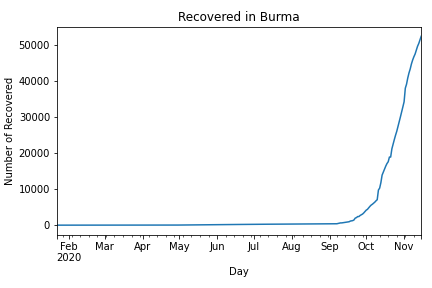 Recovered in Burma
Number of Recovered
50000
40000
30000
20000
10000
0
Feb Mar Apr May Jun Jul Aug Sep Oct Nov
2020
Day